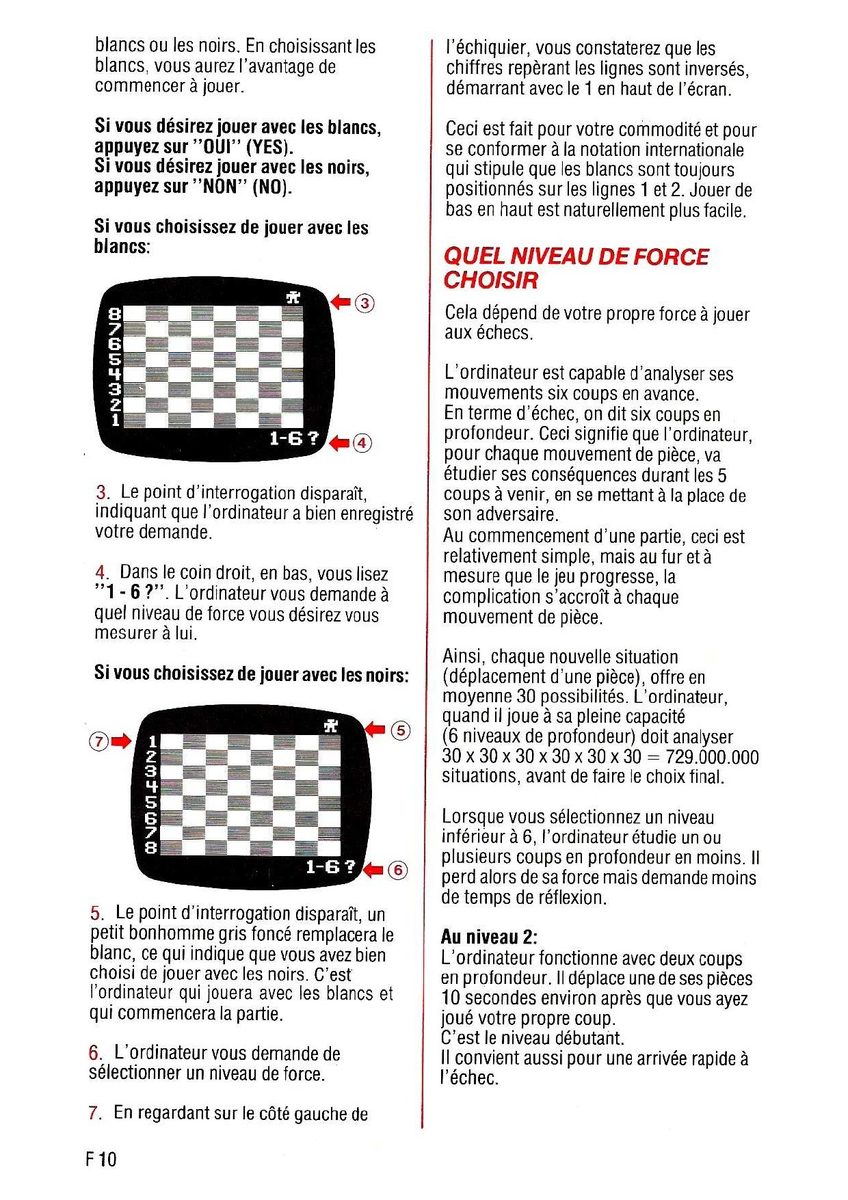 blancs ou les noirs. En choisissant les
blancs, vous aurez l'avantage de
commencer à jouer.
Si vous désirez jouer avec les blancs,
appuyez sur "OUI" (YES).
Si vous désirez jouer avec les noirs,
appuyez sur "NON" (NO).
Si vous choisissez de jouer avec les
blancs:
3
8
7
6
5
4
3
2
1
1-6 ?
4
3. Le point d'interrogation disparaît,
indiquant que l'ordinateur a bien enregistré
votre demande.
4. Dans le coin droit, en bas, vous lisez
"1 - 6 ?". L'ordinateur vous demande à
quel niveau de force vous désirez vous
mesurer à lui.
Si vous choisissez de jouer avec les noirs:
5
7
1
2
3
4
5
6
7
8
1-6 ?
6
5. Le point d'interrogation disparaît, un
petit bonhomme gris foncé remplacera le
blanc, ce qui indique que vous avez bien
choisi de jouer avec les noirs. C'est
l'ordinateur qui jouera avec les blancs et
qui commencera la partie.
6. L'ordinateur vous demande de
sélectionner un niveau de force.
7. En regardant sur le côté gauche de
F 10
l'échiquier, vous constaterez que les
chiffres repèrant les lignes sont inversés,
démarrant avec le 1 en haut de l'écran.
Ceci est fait pour votre commodité et pour
se conformer à la notation internationale
qui stipule que les blancs sont toujours
positionnés sur les lignes 1 et 2. Jouer de
bas en haut est naturellement plus facile.
QUEL NIVEAU DE FORCE
CHOISIR
Cela dépend de votre propre force à jouer
aux échecs.
L'ordinateur est capable d'analyser ses
mouvements six coups en avance.
En terme d'échec, on dit six coups en
profondeur. Ceci signifie que l'ordinateur,
pour chaque mouvement de pièce, va
étudier ses conséquences durant les 5
coups à venir, en se mettant à la place de
son adversaire.
Au commencement d'une partie, ceci est
relativement simple, mais au fur et à
mesure que le jeu progresse, la
complication s'accroît à chaque
mouvement de pièce.
Ainsi, chaque nouvelle situation
(déplacement d'une pièce), offre en
moyenne 30 possibilités. L'ordinateur,
quand il joue à sa pleine capacité
(6 niveaux de profondeur) doit analyser
30 x 30 x 30 x 30 x 30 x 30 = 729.000.000
situations, avant de faire le choix final.
Lorsque vous sélectionnez un niveau
inférieur à 6, l'ordinateur étudie un ou
plusieurs coups en profondeur en moins. Il
perd alors de sa force mais demande moins
de temps de réflexion.
Au niveau 2:
L'ordinateur fonctionne avec deux coups
en profondeur. Il déplace une de ses pièces
10 secondes environ après que vous ayez
joué votre propre coup.
C'est le niveau débutant.
Il convient aussi pour une arrivée rapide à
l'échec.